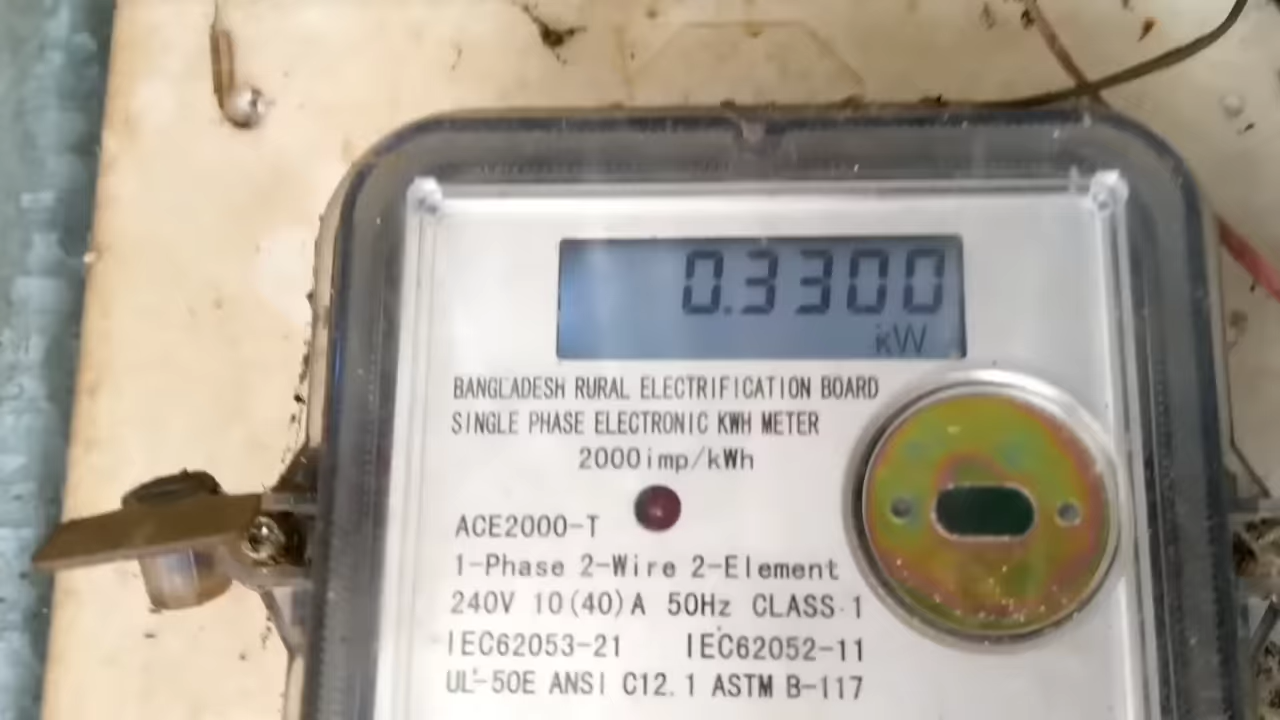 0.3300
kW
BANGLADESH RURAL ELECTRIFICATION BOARD
SINGLE PHASE ELECTRONIC KWH METER
2000imp/kWh
ACE2000-T
1-Phase 2-Wire 2-Element
240V 10(40)A 50Hz CLASS 1
IEC62053-21 IEC62052-11
UL-50E ANSI C12.1 ASTM B-117